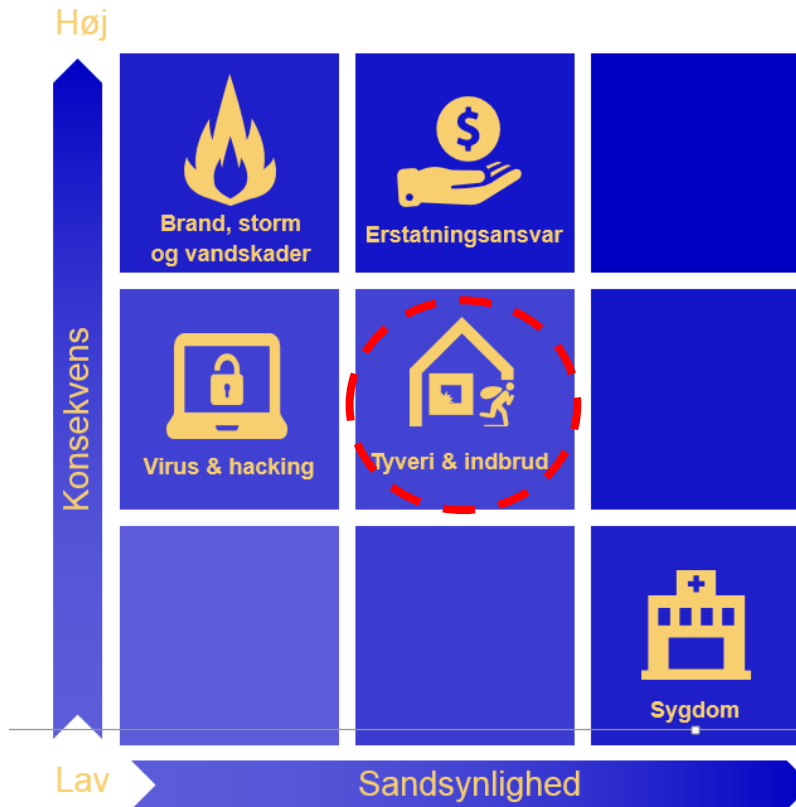 Høj
Brand, storm
og vandskader
$
Erstatningsansvar
Konsekvens
Virus & hacking
Tyveri & indbrud
Sygdom
Lav
Sandsynlighed